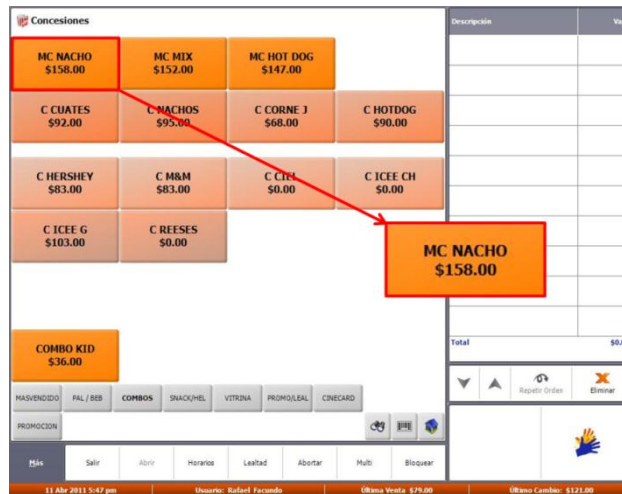 Concesiones
Descripción Va
MC NACHO
$158.00
MC MIX
$152.00
MC HOT DOG
$147.00
C CUATES
$92.00
C NACHOS
$95.00
C CORNE J
$68.00
C HOTDOG
$90.00
C HERSHEY
$83.00
C M&M
$83.00
C CIEL
$0.00
C ICEE CH
$0.00
C ICEE G
$103.00
C REESES
$0.00
MC NACHO
$158.00
COMBO KID
$36.00
Total $0.
Repetir Orden Eliminar
MASVENDIDO PAL / BEB COMBOS SNACK/HEL VITRINA PROMO/LEAL CINECARD
PROMOCION
Más Salir Abrir Horarios Lealtad Abortar Multi Bloquear
11 Abr 2011 5:47 pm Usuario: Rafael Facundo Última Venta $79.00 Último Cambio: $121.00